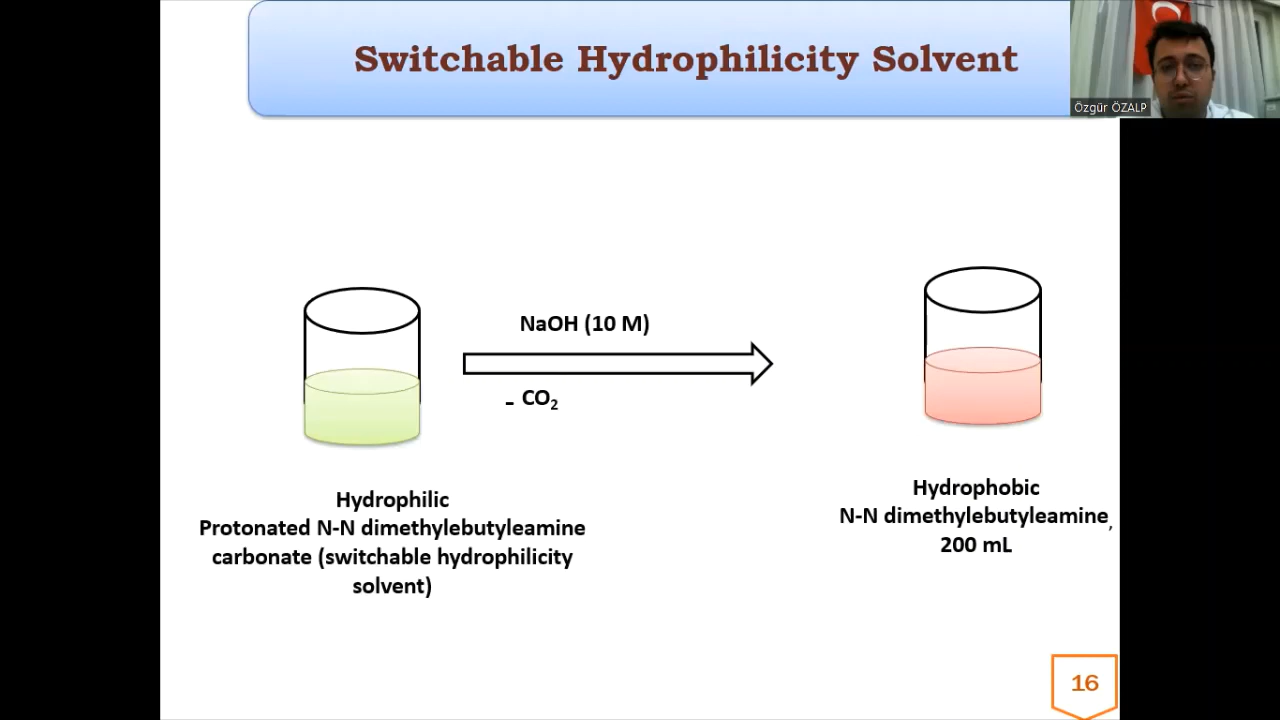 Switchable Hydrophilicity Solvent
Özgür ÖZALP
NaOH (10 M)
- CO₂
Hydrophilic
Protonated N-N dimethylebutyleamine
carbonate (switchable hydrophilicity
solvent)
Hydrophobic
N-N dimethylebutyleamine,
200 mL
16